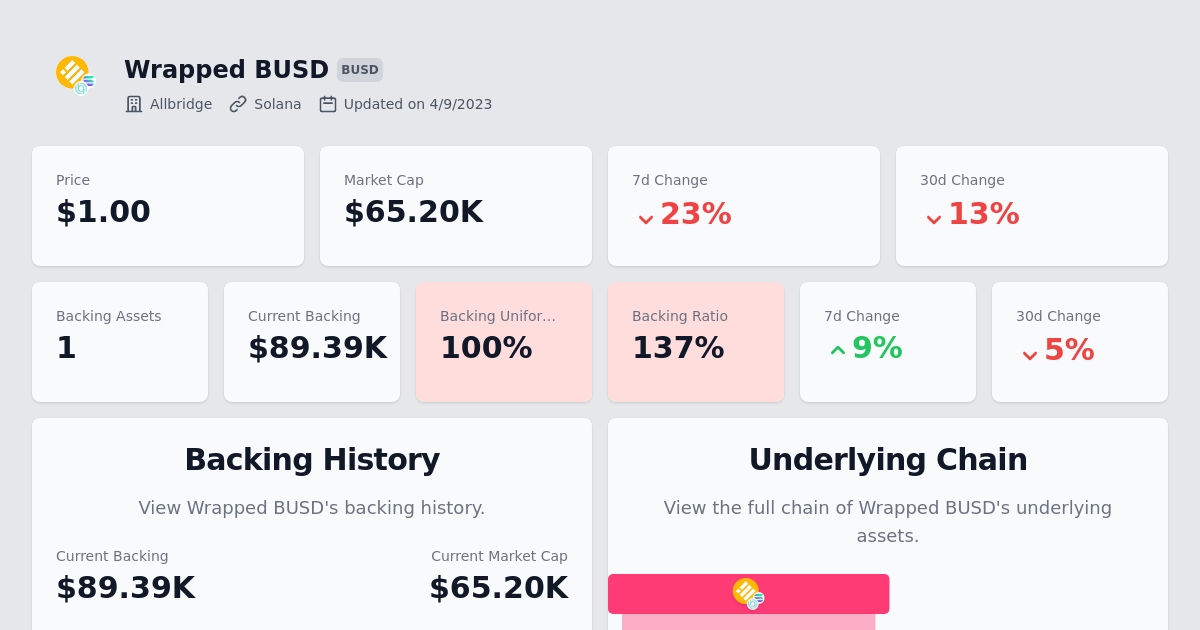 Wrapped BUSD BUSD
Allbridge Solana Updated on 4/9/2023
Price
$1.00
Market Cap
$65.20K
7d Change
23%
30d Change
13%
Backing Assets
1
Current Backing
$89.39K
Backing Unifor...
100%
Backing Ratio
137%
7d Change
9%
30d Change
5%
Backing History
View Wrapped BUSD's backing history.
Current Backing
$89.39K
Current Market Cap
$65.20K
Underlying Chain
View the full chain of Wrapped BUSD's underlying
assets.